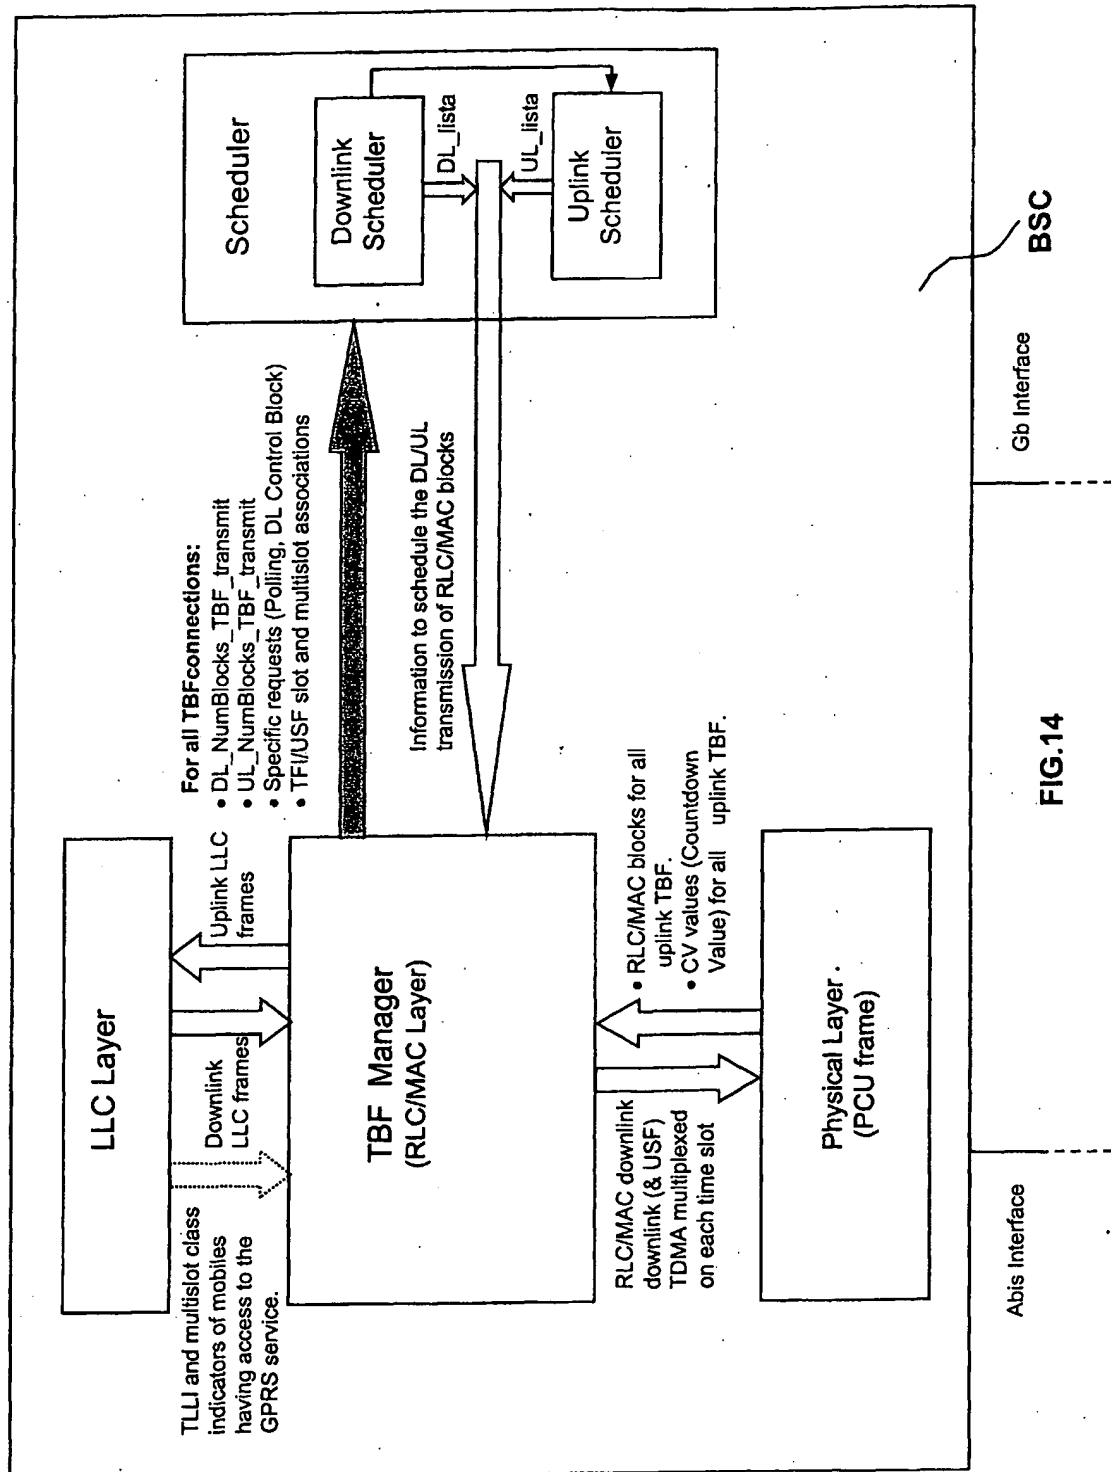 LLC Layer
TLLI and multislot class
indicators of mobiles
having access to the
GPRS service.
Downlink
LLC frames
Uplink LLC
frames
For all TBFconnections:
• DL_NumBlocks_TBF_transmit
• UL_NumBlocks_TBF_transmit
• Specific requests (Polling, DL Control Block)
• TFI/USF slot and multislot associations
Scheduler
Downlink
Scheduler
DL_lista
UL_lista
Uplink
Scheduler
TBF Manager
(RLC/MAC Layer)
Information to schedule the DL/UL
transmission of RLC/MAC blocks
RLC/MAC downlink
downlink (& USF)
TDMA multiplexed
on each time slot
• RLC/MAC blocks for all
uplink TBF.
• CV values (Countdown
Value) for all uplink TBF.
Physical Layer.
(PCU frame)
BSC
Abis Interface
Gb Interface
FIG.14